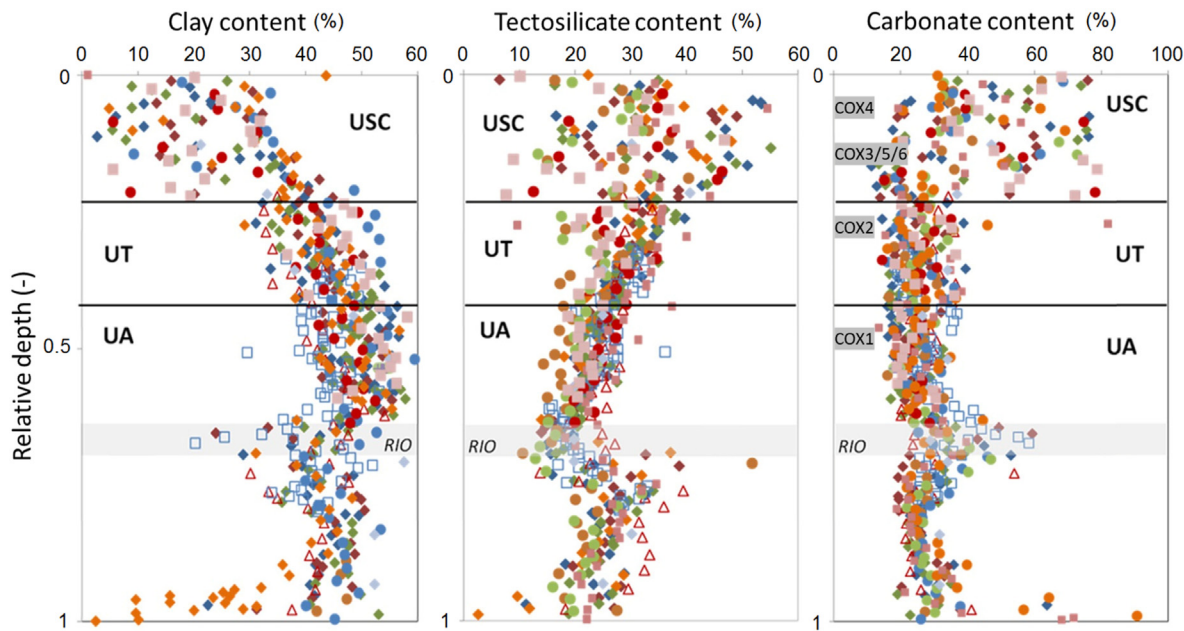 Clay content (%)
0 10 20 30 40 50 60
Relative depth (-)
0
0.5
1
USC
UT
UA
RIO
Tectosilicate content (%)
0 10 20 30 40 50 60
0
1
USC
UT
UA
RIO
Carbonate content (%)
0 20 40 60 80 100
0
1
COX4
USC
COX3/5/6
COX2
UT
COX1
UA
RIO